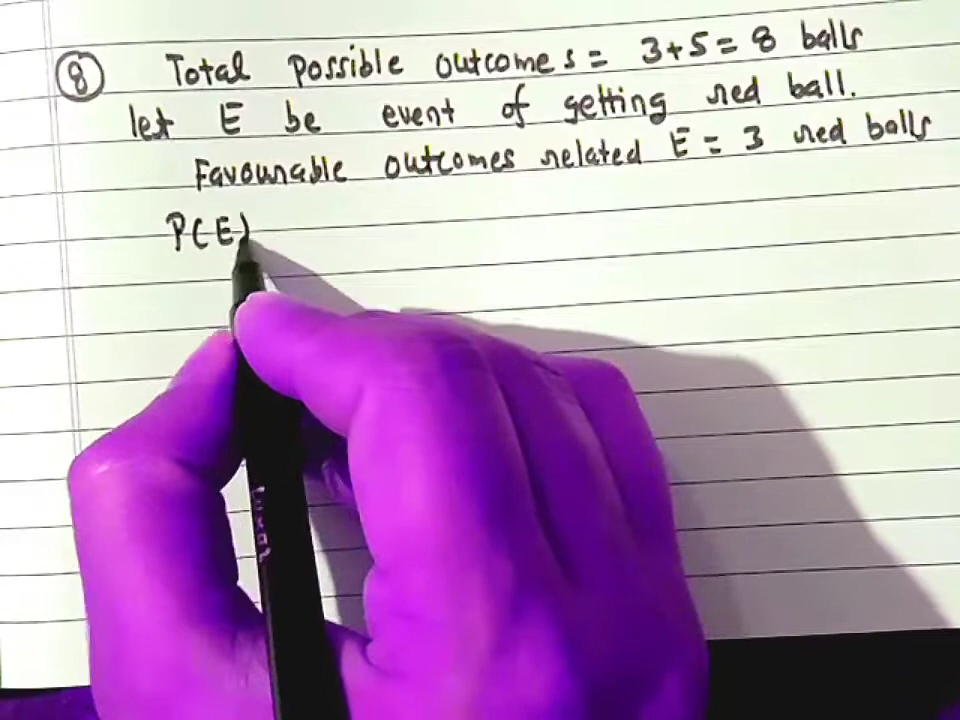 8 Total possible outcomes = 3+5 = 8 balls
let E be event of getting red ball.
Favourable outcomes related E = 3 red balls
P(E)
luxor